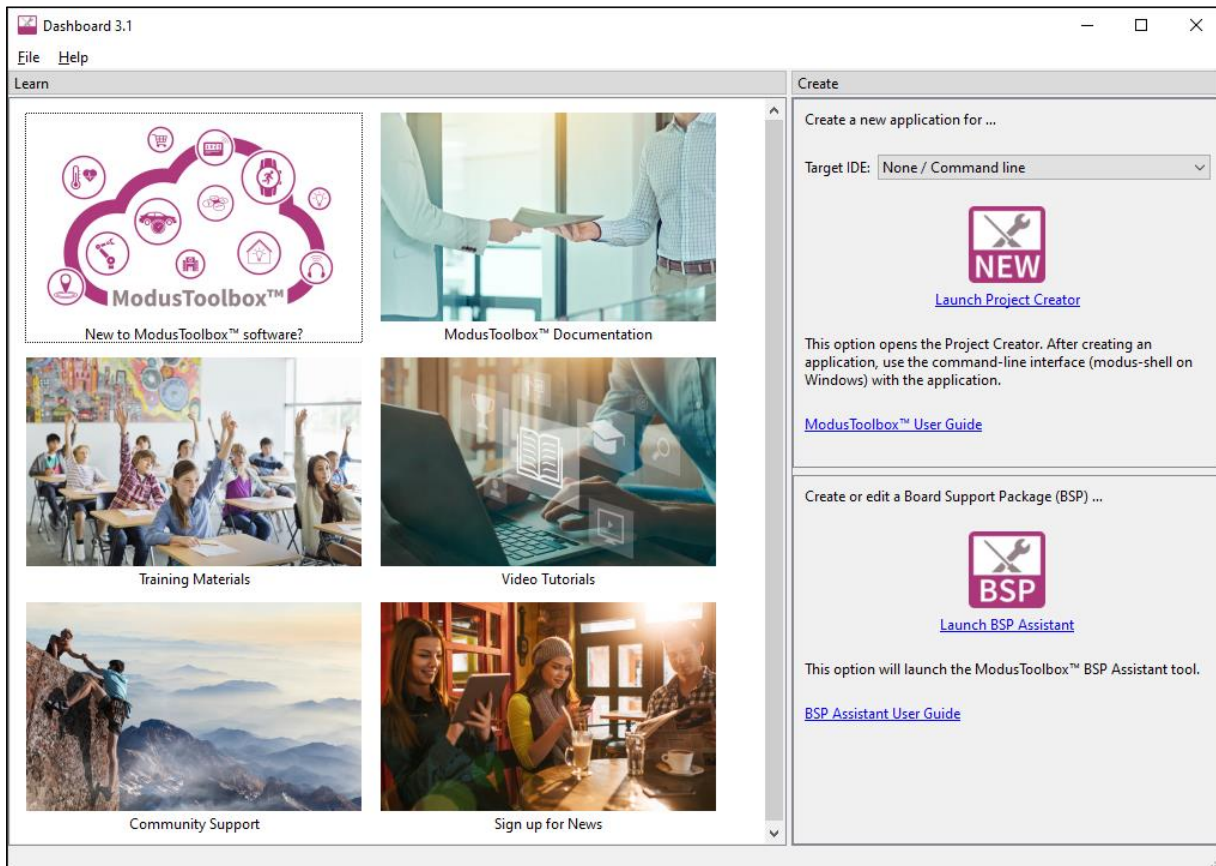 Dashboard 3.1
File Help
Learn
ModusToolbox™
New to ModusToolbox™ software?
ModusToolbox™ Documentation
Training Materials
Video Tutorials
Community Support
Sign up for News
Create
Create a new application for ...
Target IDE: None / Command line
NEW
Launch Project Creator
This option opens the Project Creator. After creating an
application, use the command-line interface (modus-shell on
Windows) with the application.
ModusToolbox™ User Guide
Create or edit a Board Support Package (BSP) ...
BSP
Launch BSP Assistant
This option will launch the ModusToolbox™ BSP Assistant tool.
BSP Assistant User Guide